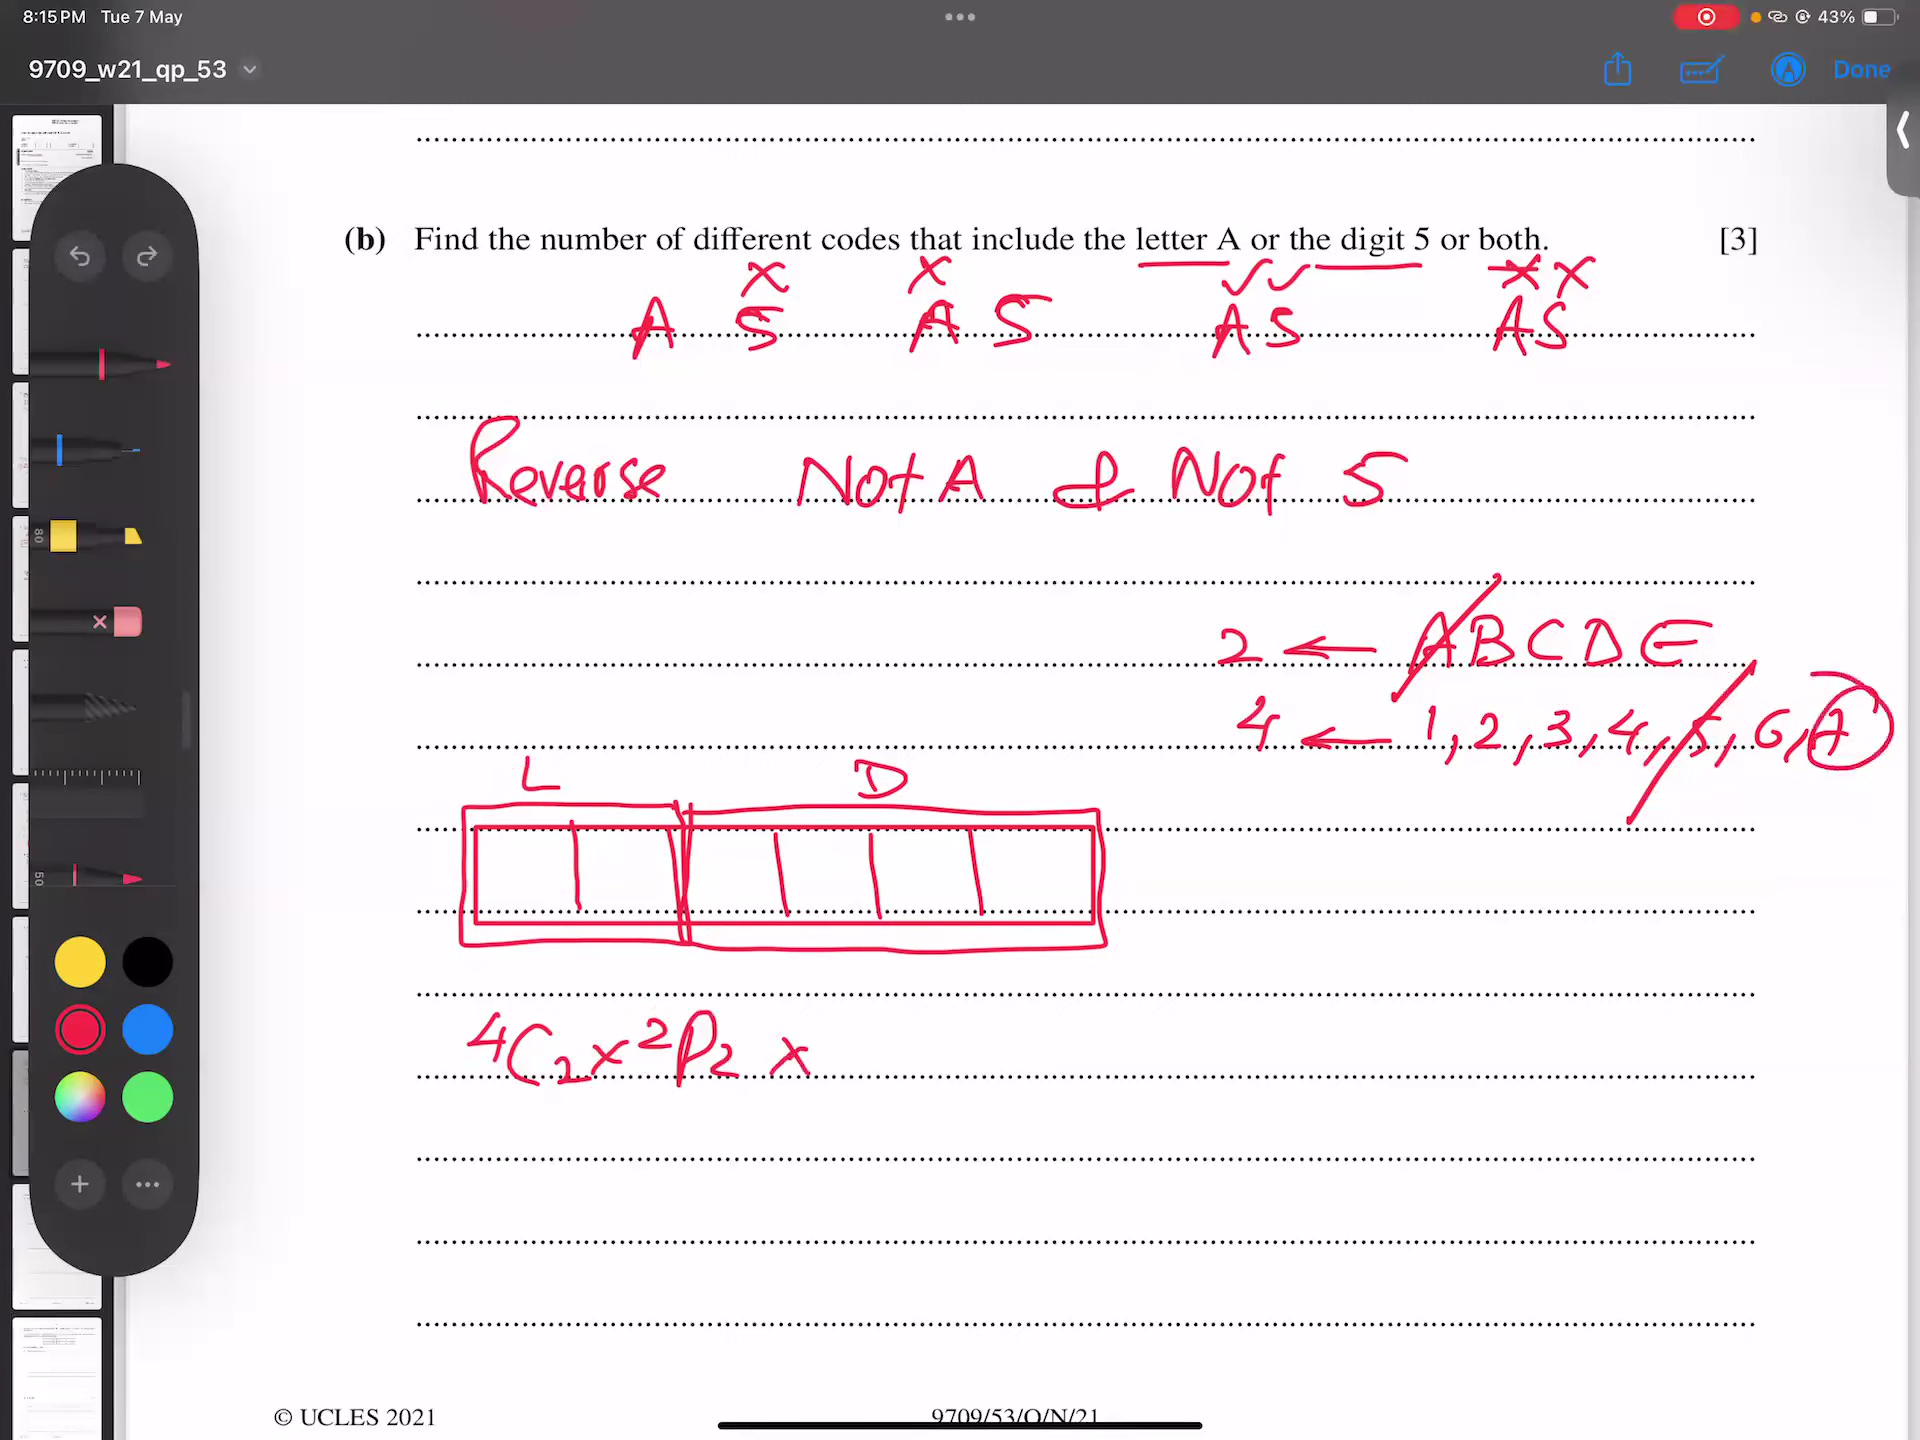 8:15 PM Tue 7 May
43%
9709_w21_qp_53
Done
(b) Find the number of different codes that include the letter A or the digit 5 or both. [3]
x x ✓✓ x x
A 5 A 5 A 5 A 5
Reverse Not A & Not 5
2 ← A B C D E
4 ← 1, 2, 3, 4, 5, 6, 7
L D
⁴C₂ x ²P₂ x
80
50
© UCLES 2021 9709/53/O/N/21